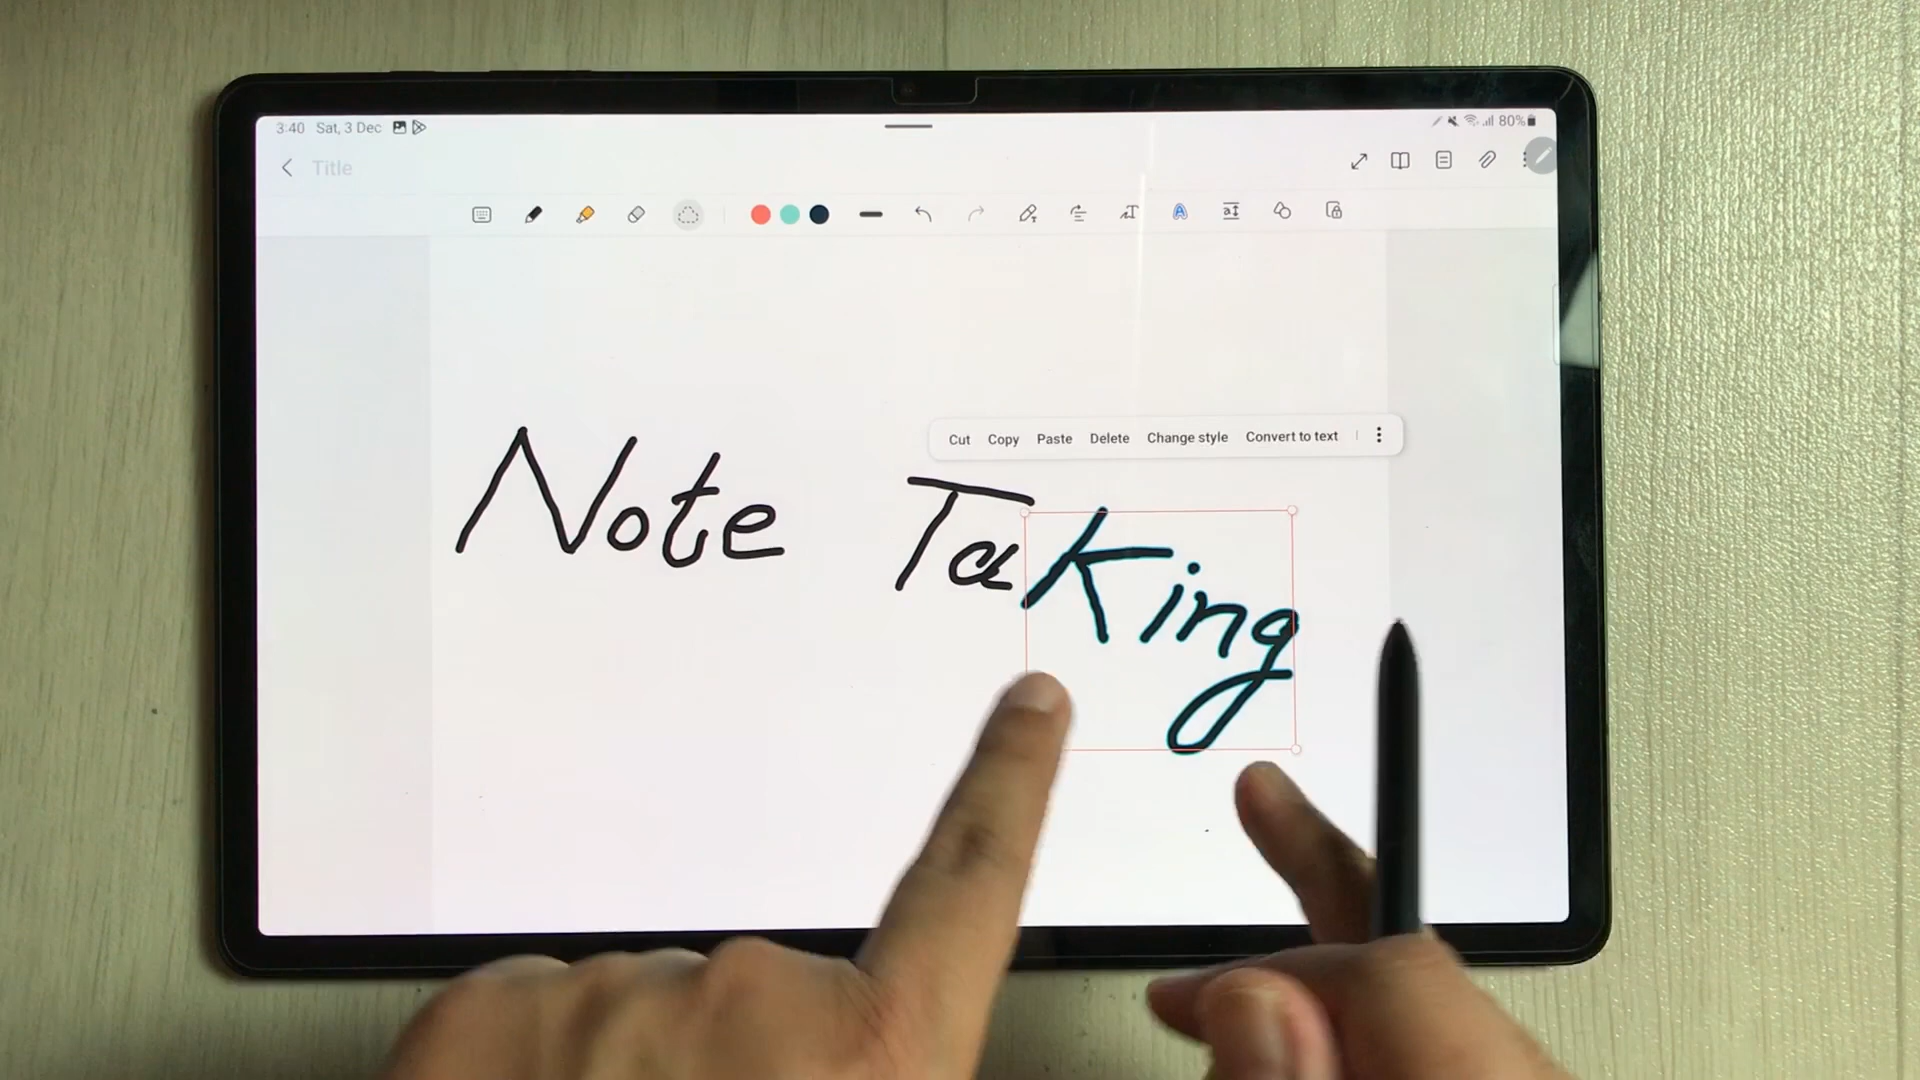 3:40 Sat, 3 Dec 80%
Title
Cut Copy Paste Delete Change style Convert to text
Note Taking